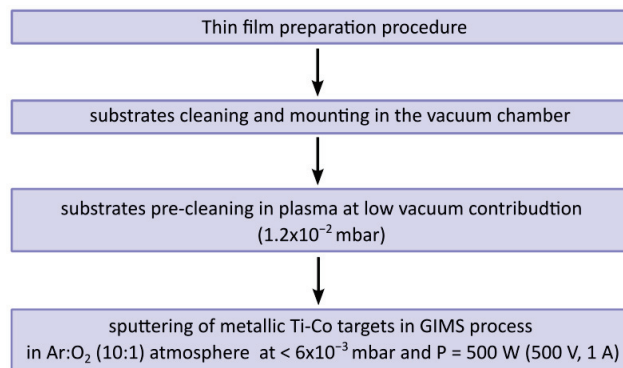 Thin film preparation procedure
substrates cleaning and mounting in the vacuum chamber
substrates pre-cleaning in plasma at low vacuum contribudtion
(1.2x10⁻² mbar)
sputtering of metallic Ti-Co targets in GIMS process
in Ar:O₂ (10:1) atmosphere at < 6x10⁻³ mbar and P = 500 W (500 V, 1 A)